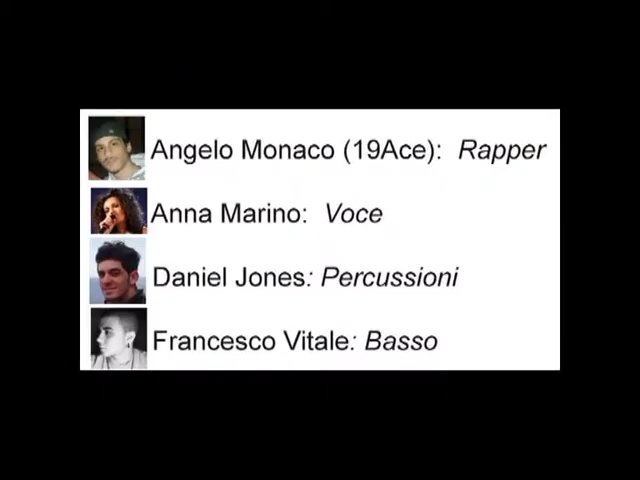 Angelo Monaco (19Ace): Rapper
Anna Marino: Voce
Daniel Jones: Percussioni
Francesco Vitale: Basso